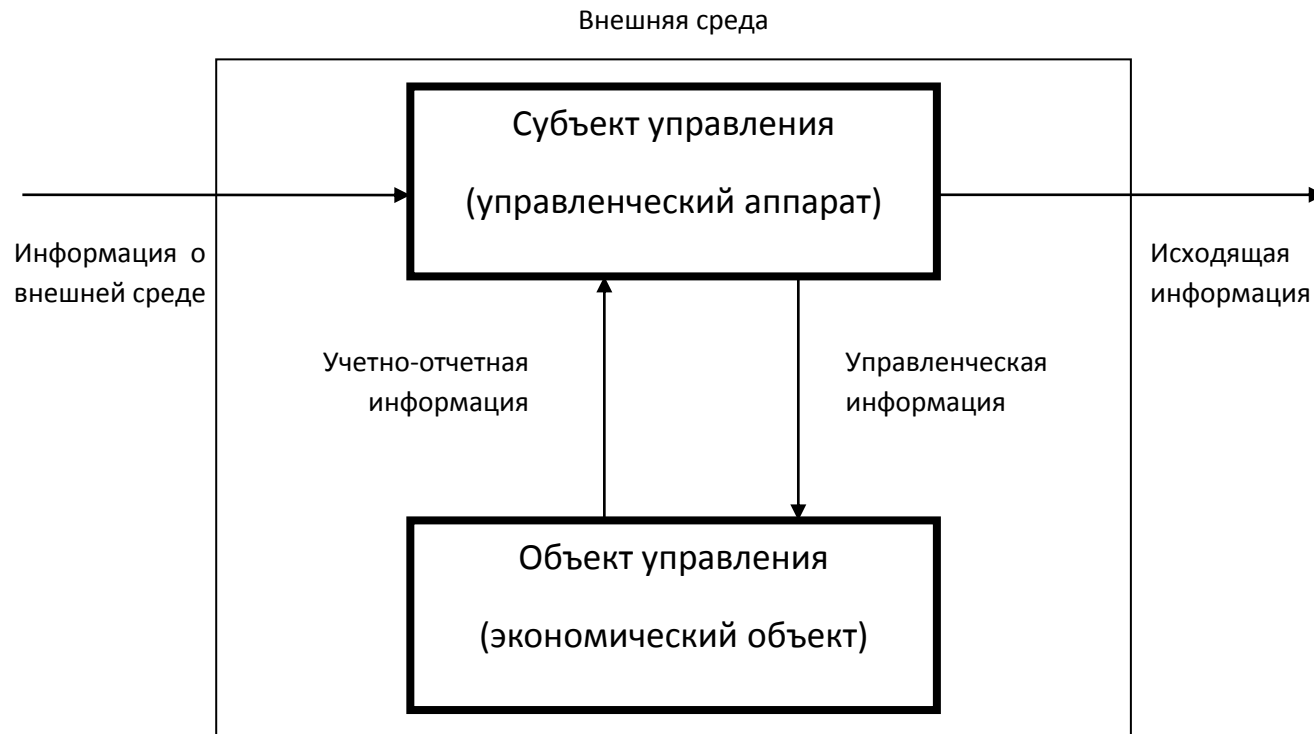 Внешняя среда
Субъект управления
(управленческий аппарат)
Информация о
внешней среде
Исходящая
информация
Учетно-отчетная
информация
Управленческая
информация
Объект управления
(экономический объект)